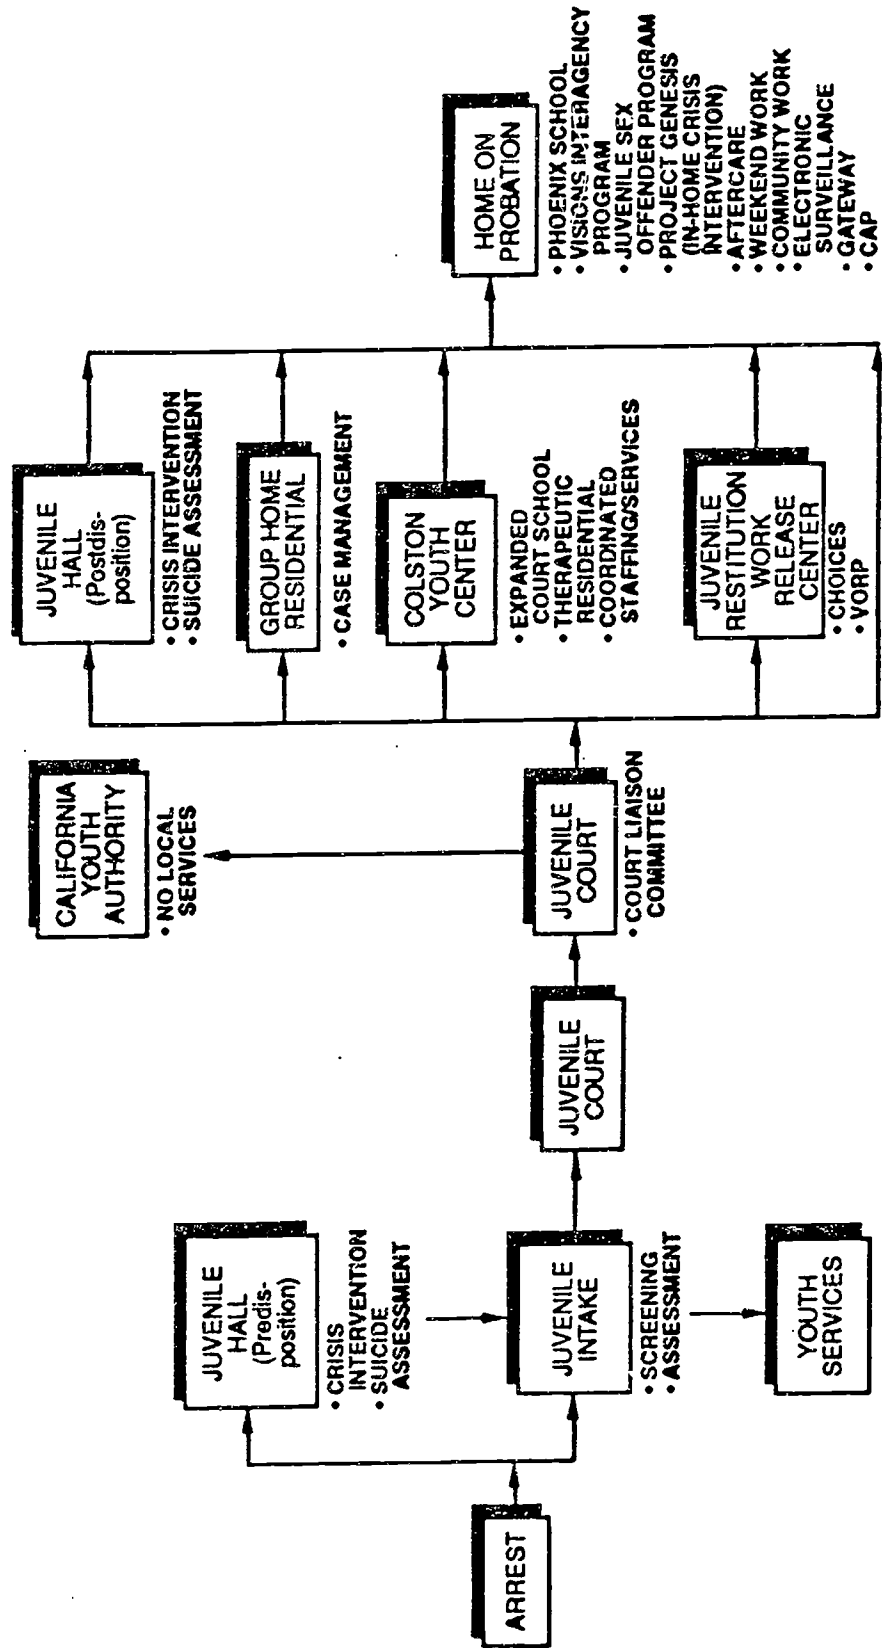 ARREST
JUVENILE
HALL
(Predis-
position)
• CRISIS
INTERVENTION
• SUICIDE
ASSESSMENT
JUVENILE
INTAKE
• SCREENING
• ASSESSMENT
YOUTH
SERVICES
JUVENILE
COURT
JUVENILE
COURT
• COURT LIAISON
COMMITTEE
CALIFORNIA
YOUTH
AUTHORITY
• NO LOCAL
SERVICES
JUVENILE
HALL
(Postdis-
position)
• CRISIS INTERVENTION
• SUICIDE ASSESSMENT
GROUP HOME
RESIDENTIAL
• CASE MANAGEMENT
COLSTON
YOUTH
CENTER
• EXPANDED
COURT SCHOOL
• THERAPEUTIC
RESIDENTIAL
• COORDINATED
STAFFING/SERVICES
JUVENILE
RESTITUTION
WORK
RELEASE
CENTER
• CHOICES
• VORP
HOME ON
PROBATION
• PHOENIX SCHOOL
• VISIONS INTERAGENCY
PROGRAM
• JUVENILE SEX
OFFENDER PROGRAM
• PROJECT GENESIS
(IN-HOME CRISIS
INTERVENTION)
• AFTERCARE
• WEEKEND WORK
• COMMUNITY WORK
• ELECTRONIC
SURVEILLANCE
• GATEWAY
• CAP